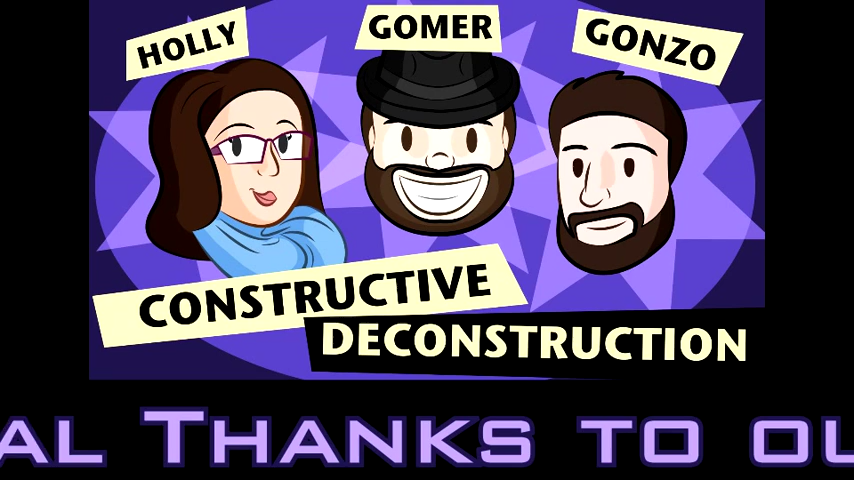 HOLLY
GOMER
GONZO
CONSTRUCTIVE
DECONSTRUCTION
AL THANKS TO OU